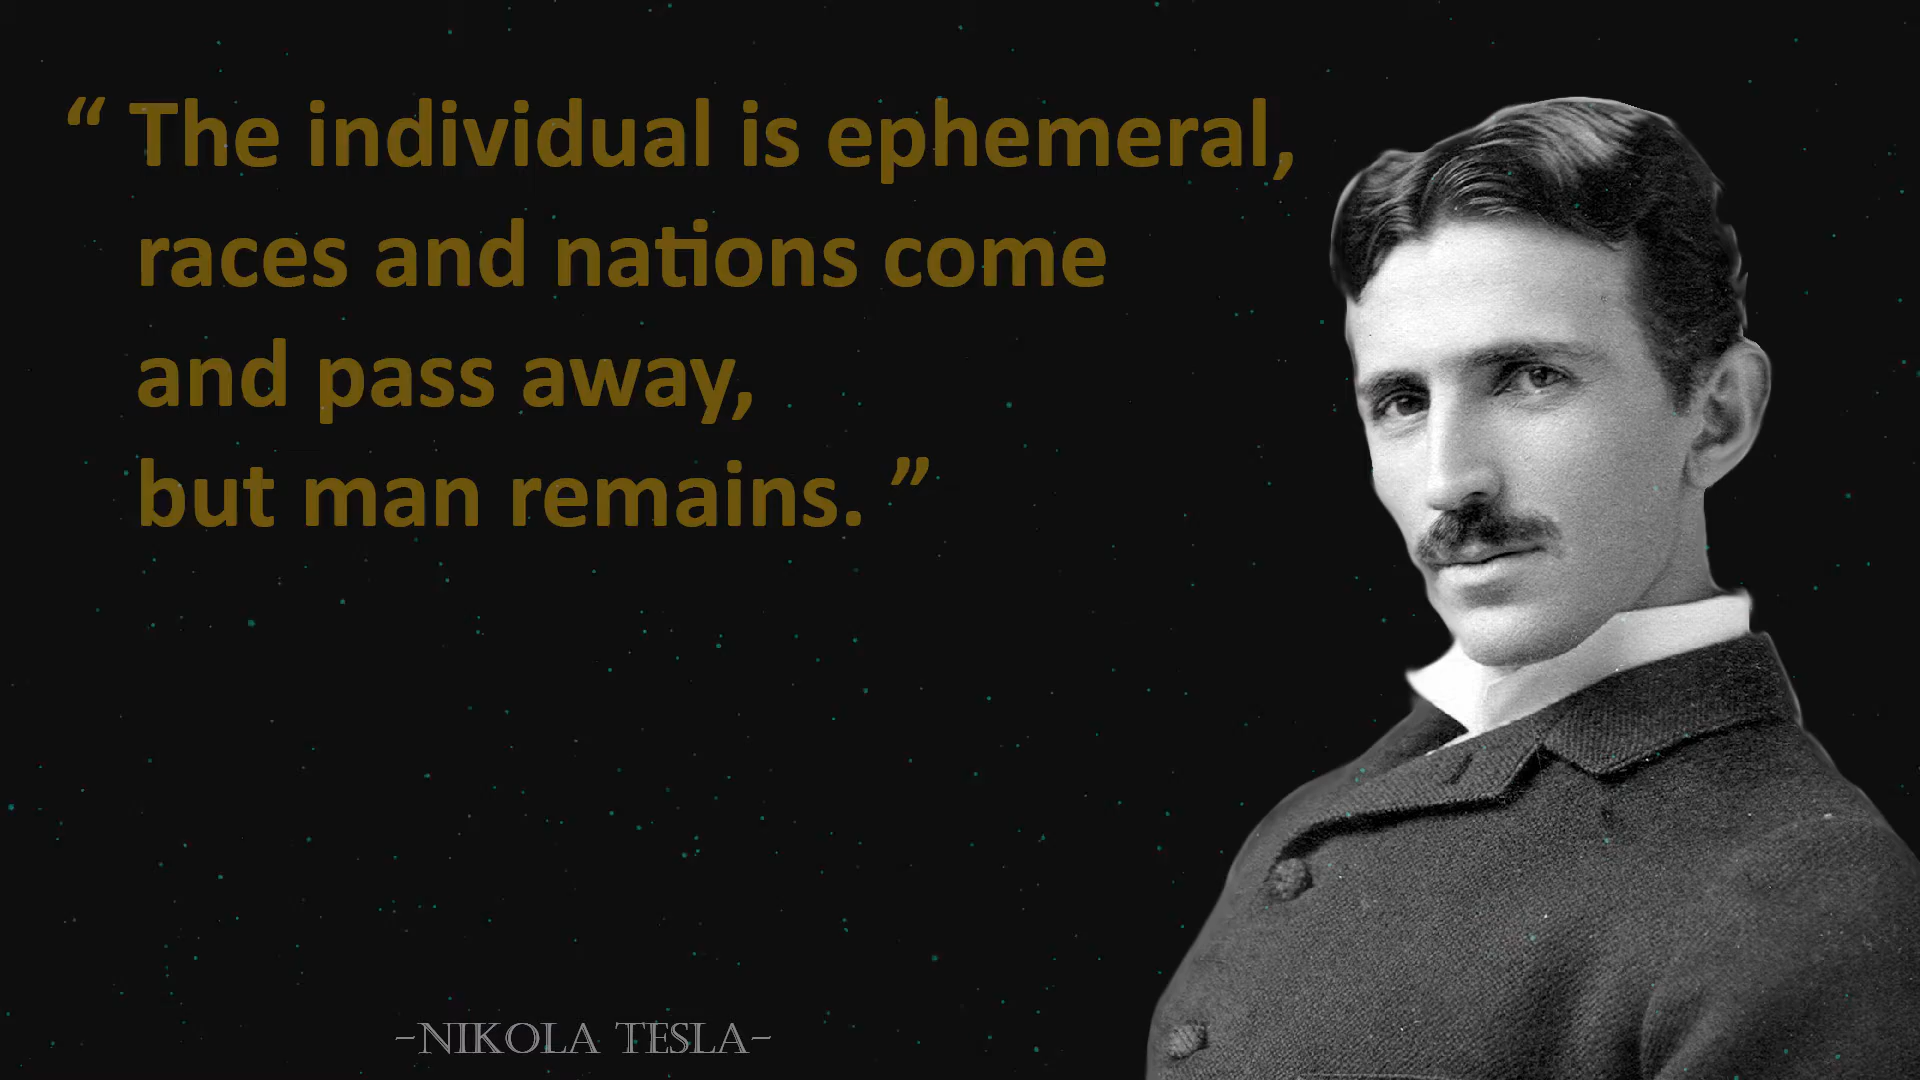 “ The individual is ephemeral,
races and nations come
and pass away,
but man remains. ”
-NIKOLA TESLA-